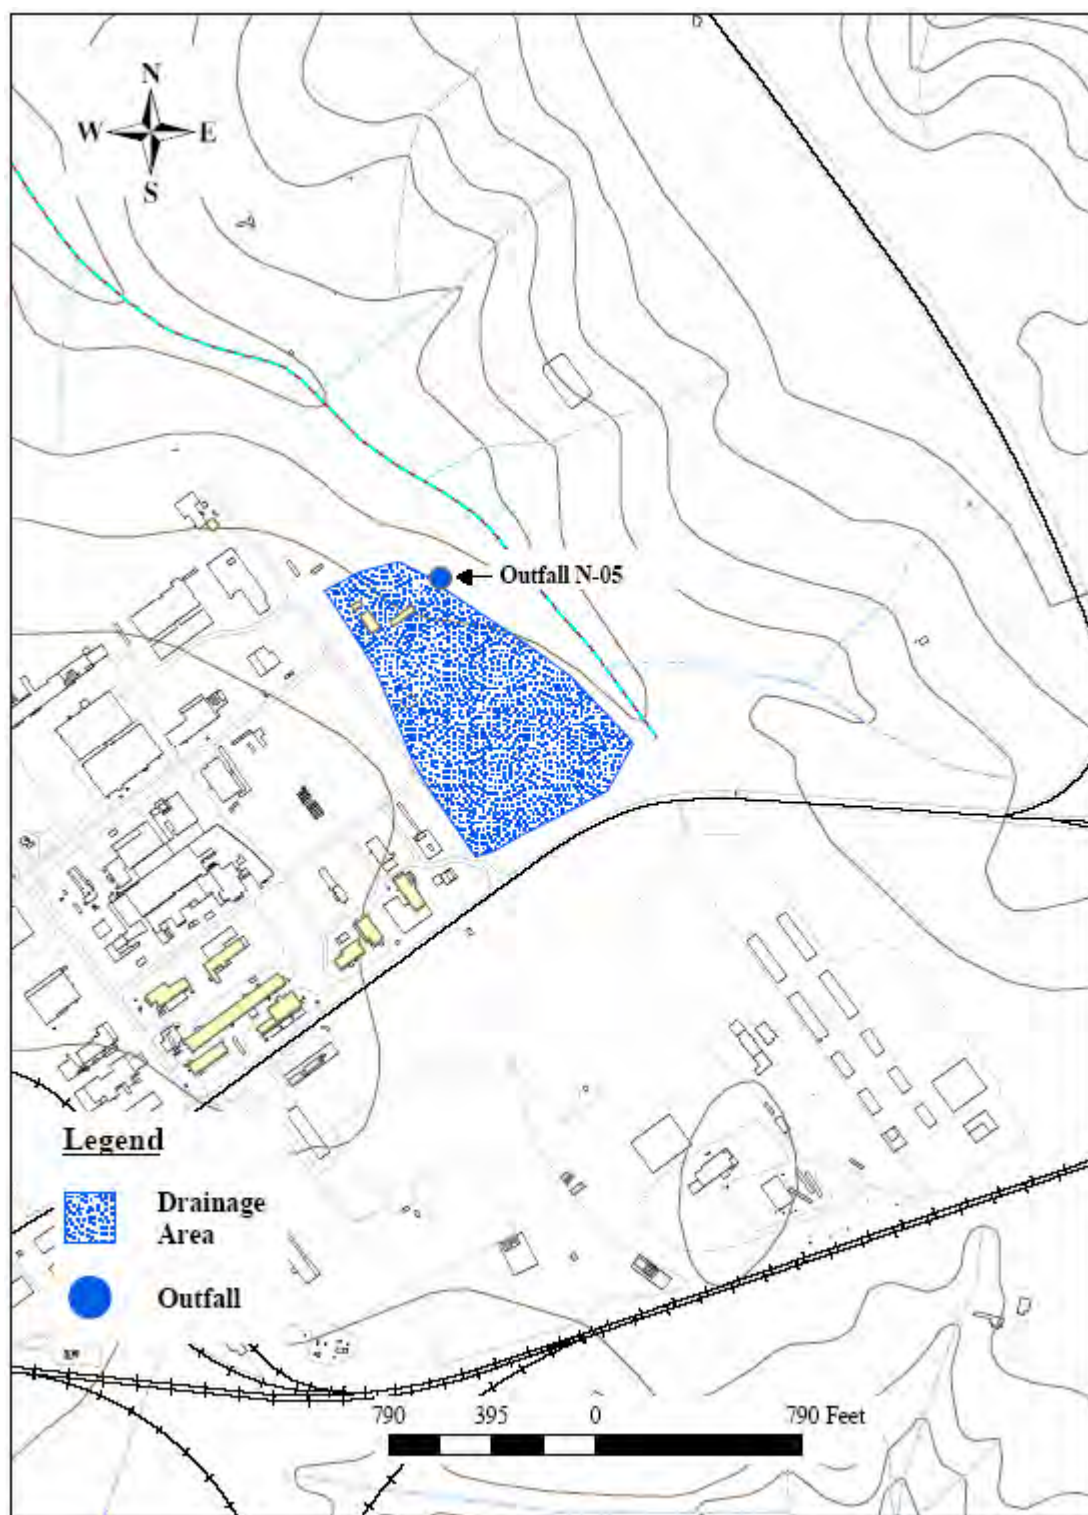 N
W E
S
Outfall N-05
Legend
Drainage
Area
Outfall
790 395 0 790 Feet